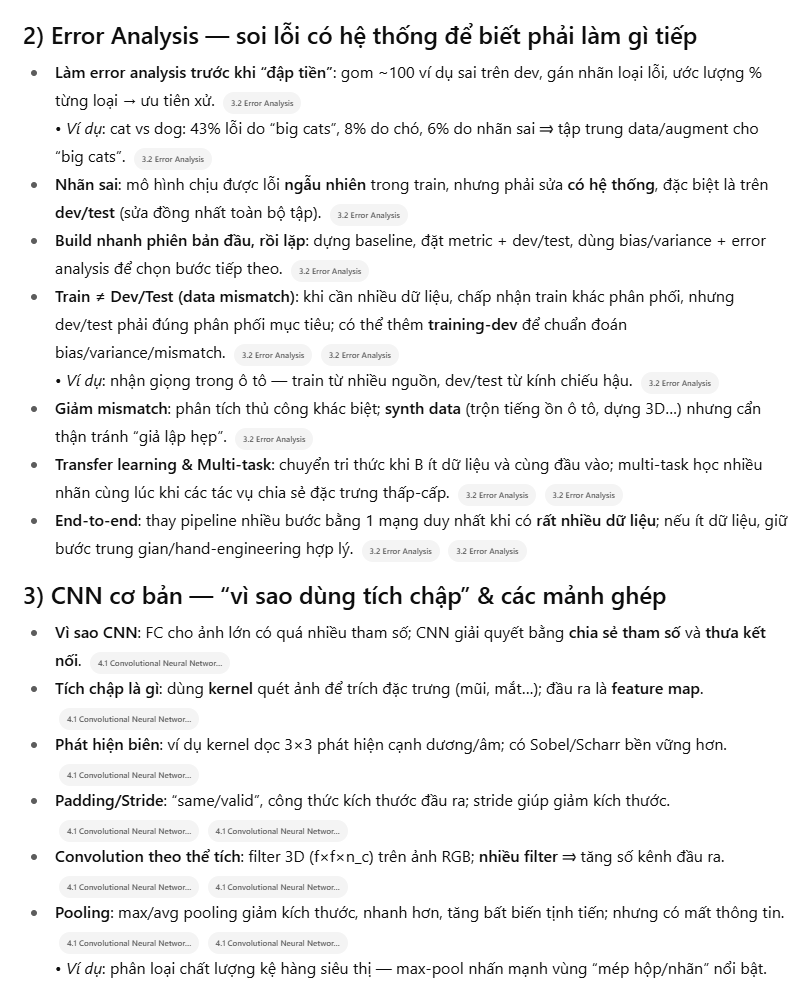 2) Error Analysis — soi lỗi có hệ thống để biết phải làm gì tiếp
• Làm error analysis trước khi “đập tiền”: gom ~100 ví dụ sai trên dev, gán nhãn loại lỗi, ước lượng %
từng loại → ưu tiên xử. 3.2 Error Analysis
• Ví dụ: cat vs dog: 43% lỗi do “big cats”, 8% do chó, 6% do nhãn sai ⇒ tập trung data/augment cho
“big cats”. 3.2 Error Analysis
• Nhãn sai: mô hình chịu được lỗi ngẫu nhiên trong train, nhưng phải sửa có hệ thống, đặc biệt là trên
dev/test (sửa đồng nhất toàn bộ tập). 3.2 Error Analysis
• Build nhanh phiên bản đầu, rồi lặp: dựng baseline, đặt metric + dev/test, dùng bias/variance + error
analysis để chọn bước tiếp theo. 3.2 Error Analysis
• Train ≠ Dev/Test (data mismatch): khi cần nhiều dữ liệu, chấp nhận train khác phân phối, nhưng
dev/test phải đúng phân phối mục tiêu; có thể thêm training-dev để chuẩn đoán
bias/variance/mismatch. 3.2 Error Analysis 3.2 Error Analysis
• Ví dụ: nhận giọng trong ô tô — train từ nhiều nguồn, dev/test từ kính chiếu hậu. 3.2 Error Analysis
• Giảm mismatch: phân tích thủ công khác biệt; synth data (trộn tiếng ồn ô tô, dựng 3D...) nhưng cẩn
thận tránh “giả lập hẹp”. 3.2 Error Analysis
• Transfer learning & Multi-task: chuyển tri thức khi B ít dữ liệu và cùng đầu vào; multi-task học nhiều
nhãn cùng lúc khi các tác vụ chia sẻ đặc trưng thấp-cấp. 3.2 Error Analysis 3.2 Error Analysis
• End-to-end: thay pipeline nhiều bước bằng 1 mạng duy nhất khi có rất nhiều dữ liệu; nếu ít dữ liệu, giữ
bước trung gian/hand-engineering hợp lý. 3.2 Error Analysis 3.2 Error Analysis
3) CNN cơ bản — “vì sao dùng tích chập” & các mảnh ghép
• Vì sao CNN: FC cho ảnh lớn có quá nhiều tham số; CNN giải quyết bằng chia sẻ tham số và thưa kết
nối. 4.1 Convolutional Neural Networ...
• Tích chập là gì: dùng kernel quét ảnh để trích đặc trưng (mũi, mắt...); đầu ra là feature map.
4.1 Convolutional Neural Networ...
• Phát hiện biên: ví dụ kernel dọc 3×3 phát hiện cạnh dương/âm; có Sobel/Scharr bền vững hơn.
4.1 Convolutional Neural Networ...
• Padding/Stride: “same/valid”, công thức kích thước đầu ra; stride giúp giảm kích thước.
4.1 Convolutional Neural Networ... 4.1 Convolutional Neural Networ...
• Convolution theo thể tích: filter 3D (f×f×n_c) trên ảnh RGB; nhiều filter ⇒ tăng số kênh đầu ra.
4.1 Convolutional Neural Networ... 4.1 Convolutional Neural Networ...
• Pooling: max/avg pooling giảm kích thước, nhanh hơn, tăng bất biến tịnh tiến; nhưng có mất thông tin.
4.1 Convolutional Neural Networ... 4.1 Convolutional Neural Networ...
• Ví dụ: phân loại chất lượng kệ hàng siêu thị — max-pool nhấn mạnh vùng “mép hộp/nhãn” nổi bật.